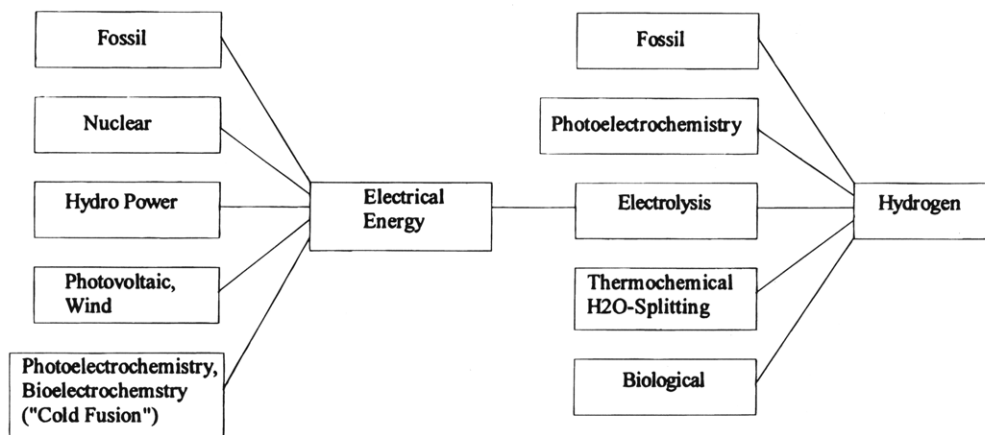 Fossil
Nuclear
Hydro Power
Photovoltaic,
Wind
Photoelectrochemistry,
Bioelectrochemstry
("Cold Fusion")
Electrical
Energy
Fossil
Photoelectrochemistry
Electrolysis
Thermochemical
H2O-Splitting
Biological
Hydrogen